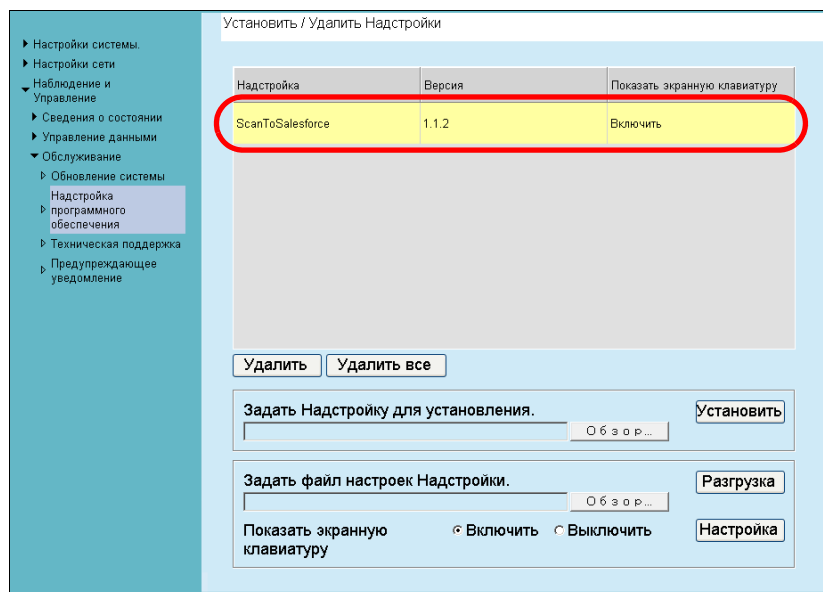 Установить / Удалить Надстройки
Настройки системы.
Настройки сети
Наблюдение и
Управление
Сведения о состоянии
Управление данными
Обслуживание
Обновление системы
Надстройка
программного
обеспечения
Техническая поддержка
Предупреждающее
уведомление
Надстройка Версия Показать экранную клавиатуру
ScanToSalesforce 1.1.2 Включить
Удалить Удалить все
Задать Надстройку для установления. Установить
Обзор...
Задать файл настроек Надстройки. Разгрузка
Обзор...
Показать экранную Включить Выключить Настройка
клавиатуру